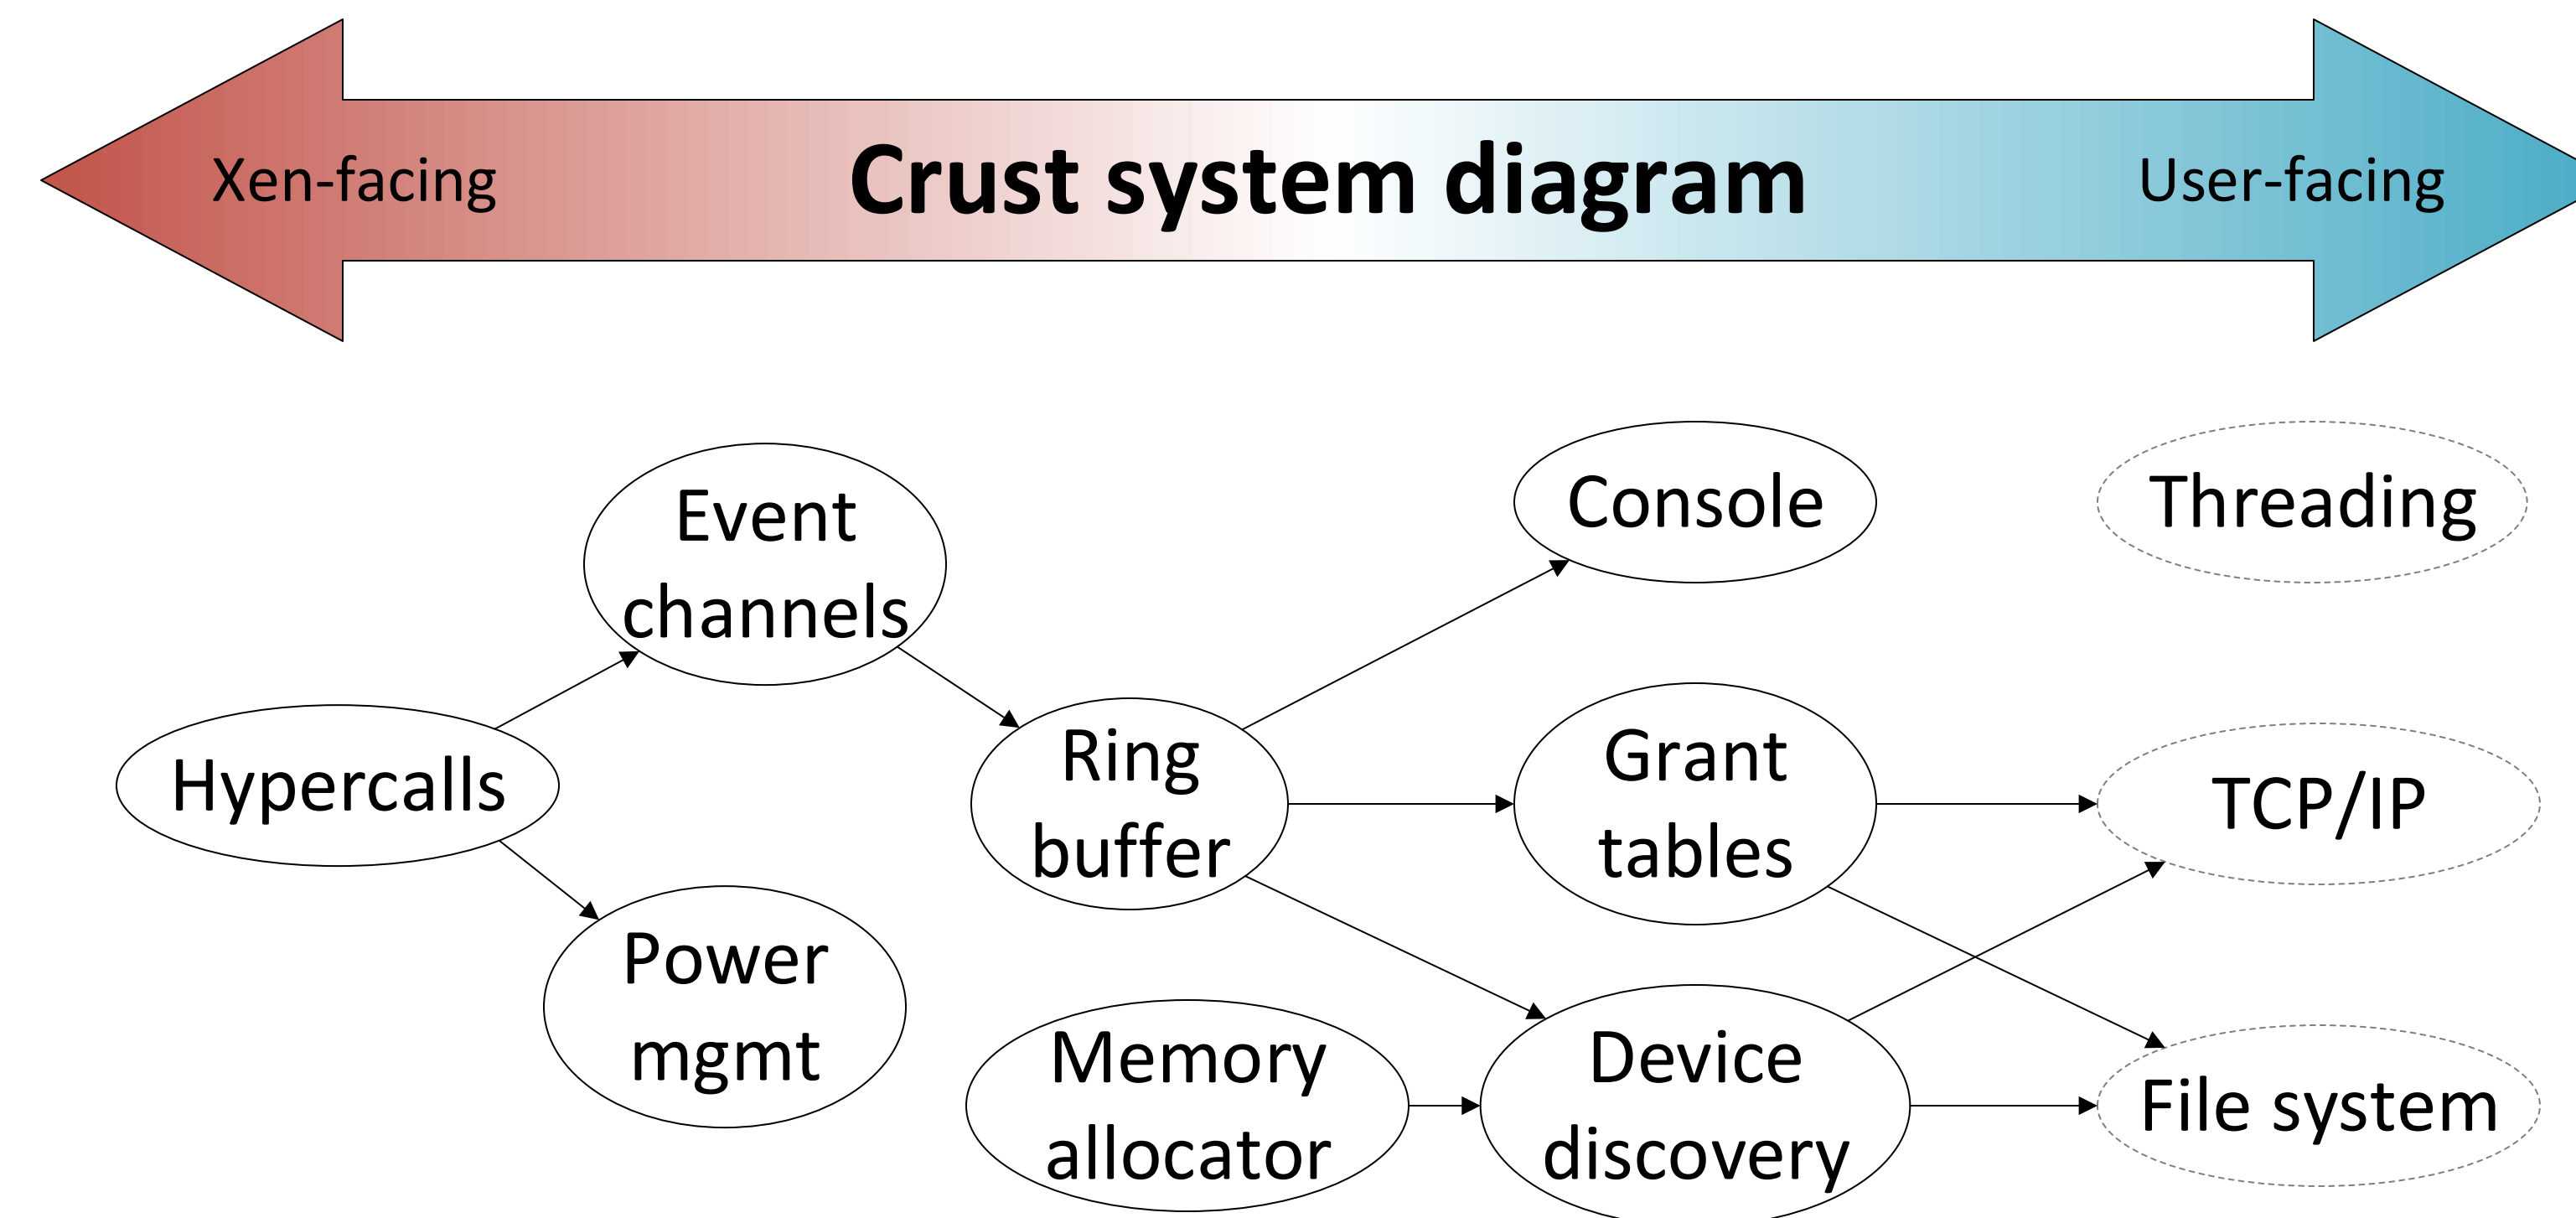 Xen-facing
Crust system diagram
User-facing
Event
channels
Console
Threading
Hypercalls
Ring
buffer
Grant
tables
TCP/IP
Power
mgmt
Memory
allocator
Device
discovery
File system